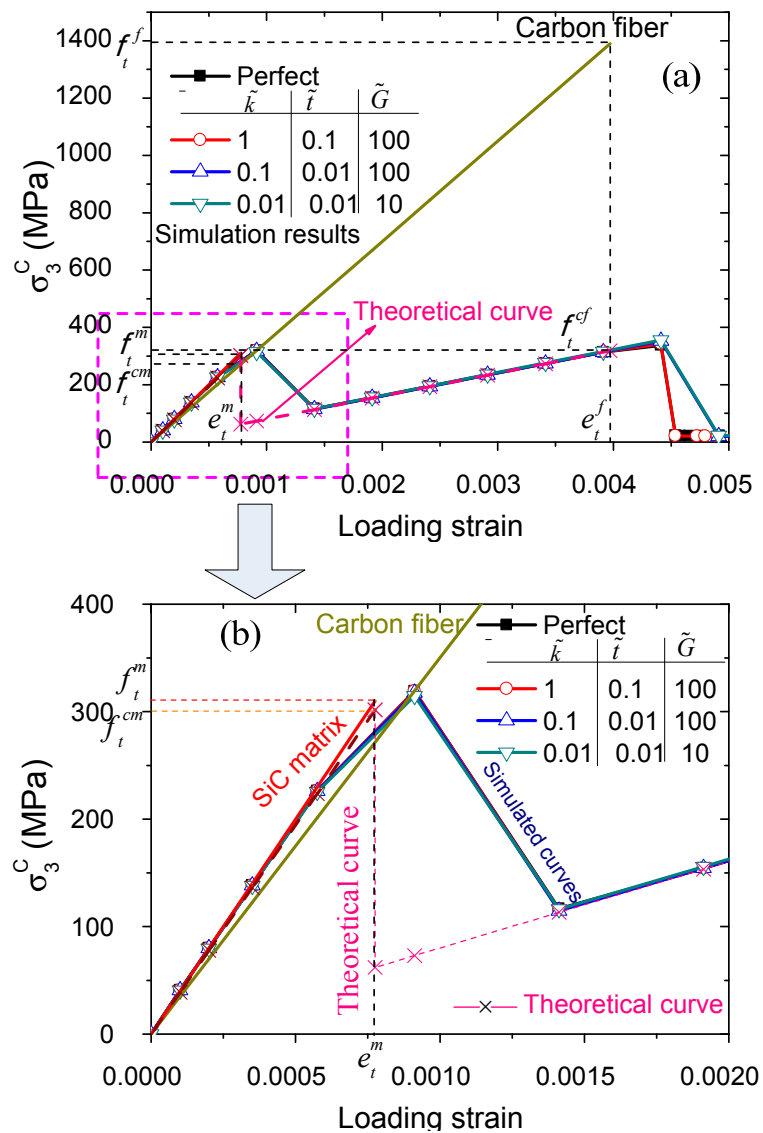 Carbon fiber
(a)
f_t^f
1400
1200
1000
800
600
400
200
0
Perfect
k̃ t̃ G̃
1 0.1 100
0.1 0.01 100
0.01 0.01 10
Simulation results
σ_3^C (MPa)
Theoretical curve
f_t^m
f_t^cm
f_t^cf
e_t^m
e_t^f
0.000 0.001 0.002 0.003 0.004 0.005
Loading strain
(b)
Carbon fiber
400
300
200
100
0
Perfect
k̃ t̃ G̃
1 0.1 100
0.1 0.01 100
0.01 0.01 10
f_t^m
f_t^cm
SiC matrix
σ_3^C (MPa)
Theoretical curve
Simulated curves
Theoretical curve
0.0000 0.0005 0.0010 0.0015 0.0020
e_t^m
Loading strain